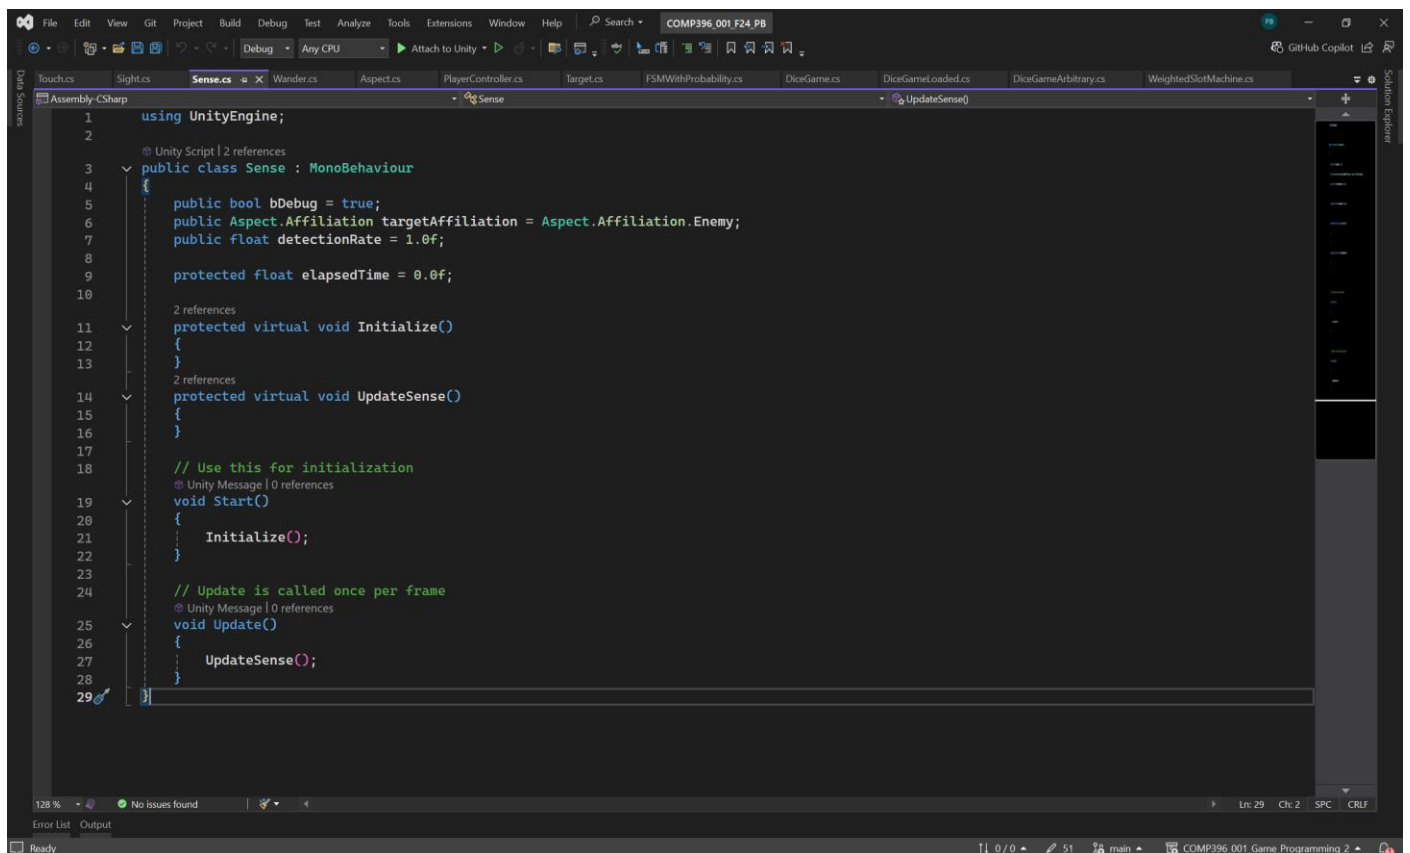 File Edit View Git Project Build Debug Test Analyze Tools Extensions Window Help Search COMP396_001_F24_PB PB
Debug Any CPU Attach to Unity GitHub Copilot
Data Sources
Touch.cs Sight.cs Sense.cs Wander.cs Aspect.cs PlayerController.cs Target.cs FSMWithProbability.cs DiceGame.cs DiceGameLoaded.cs DiceGameArbitrary.cs WeightedSlotMachine.cs
Solution Explorer
Assembly-CSharp Sense UpdateSense()
1 using UnityEngine;
2
Unity Script | 2 references
3 public class Sense : MonoBehaviour
4 {
5 public bool bDebug = true;
6 public Aspect.Affiliation targetAffiliation = Aspect.Affiliation.Enemy;
7 public float detectionRate = 1.0f;
8
9 protected float elapsedTime = 0.0f;
10
2 references
11 protected virtual void Initialize()
12 {
13 }
2 references
14 protected virtual void UpdateSense()
15 {
16 }
17
18 // Use this for initialization
Unity Message | 0 references
19 void Start()
20 {
21 Initialize();
22 }
23
24 // Update is called once per frame
Unity Message | 0 references
25 void Update()
26 {
27 UpdateSense();
28 }
29 }
128 % No issues found Ln: 29 Ch: 2 SPC CRLF
Error List Output
Ready 0 / 0 51 main COMP396 001 Game Programming 2